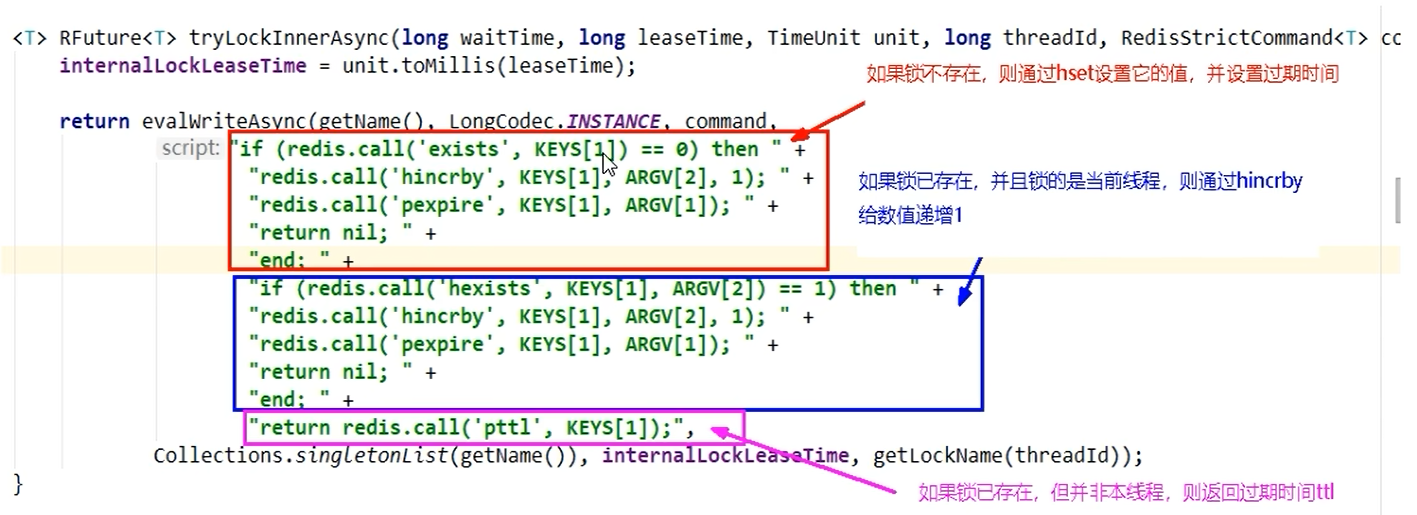 <T> RFuture<T> tryLockInnerAsync(long waitTime, long leaseTime, TimeUnit unit, long threadId, RedisStrictCommand<T> co
internalLockLeaseTime = unit.toMillis(leaseTime);
如果锁不存在，则通过hset设置它的值，并设置过期时间
return evalWriteAsync(getName(), LongCodec.INSTANCE, command,
script: "if (redis.call('exists', KEYS[1]) == 0) then " +
"redis.call('hincrby', KEYS[1], ARGV[2], 1); " +
如果锁已存在，并且锁的是当前线程，则通过hincrby
给数值递增1
"redis.call('pexpire', KEYS[1], ARGV[1]); " +
"return nil; " +
"end; " +
"if (redis.call('hexists', KEYS[1], ARGV[2]) == 1) then " +
"redis.call('hincrby', KEYS[1], ARGV[2], 1); " +
"redis.call('pexpire', KEYS[1], ARGV[1]); " +
"return nil; " +
"end; " +
"return redis.call('pttl', KEYS[1]);",
Collections.singletonList(getName()), internalLockLeaseTime, getLockName(threadId));
}
如果锁已存在，但并非本线程，则返回过期时间ttl